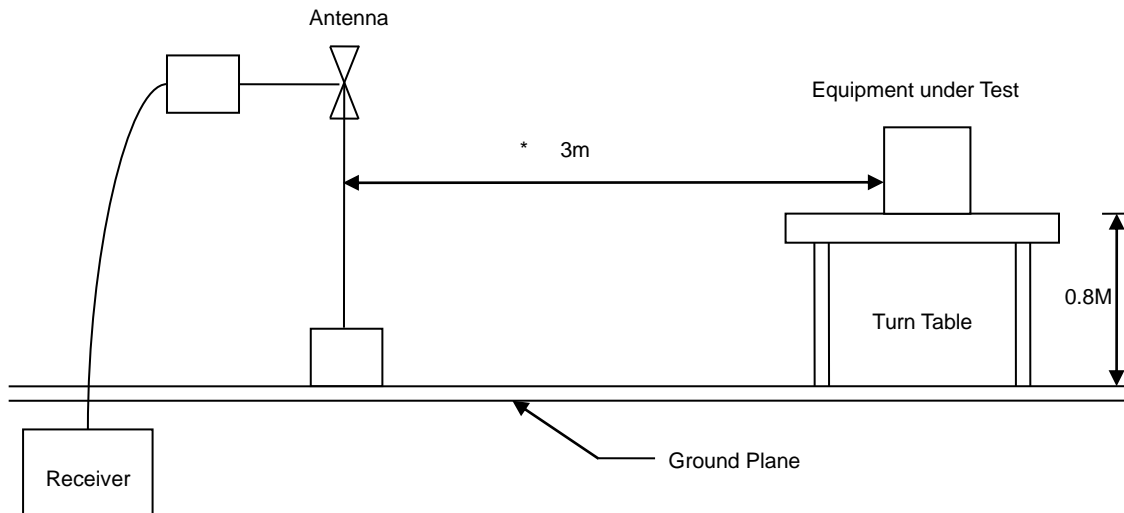 Antenna
Equipment under Test
* 3m
0.8M
Turn Table
Ground Plane
Receiver